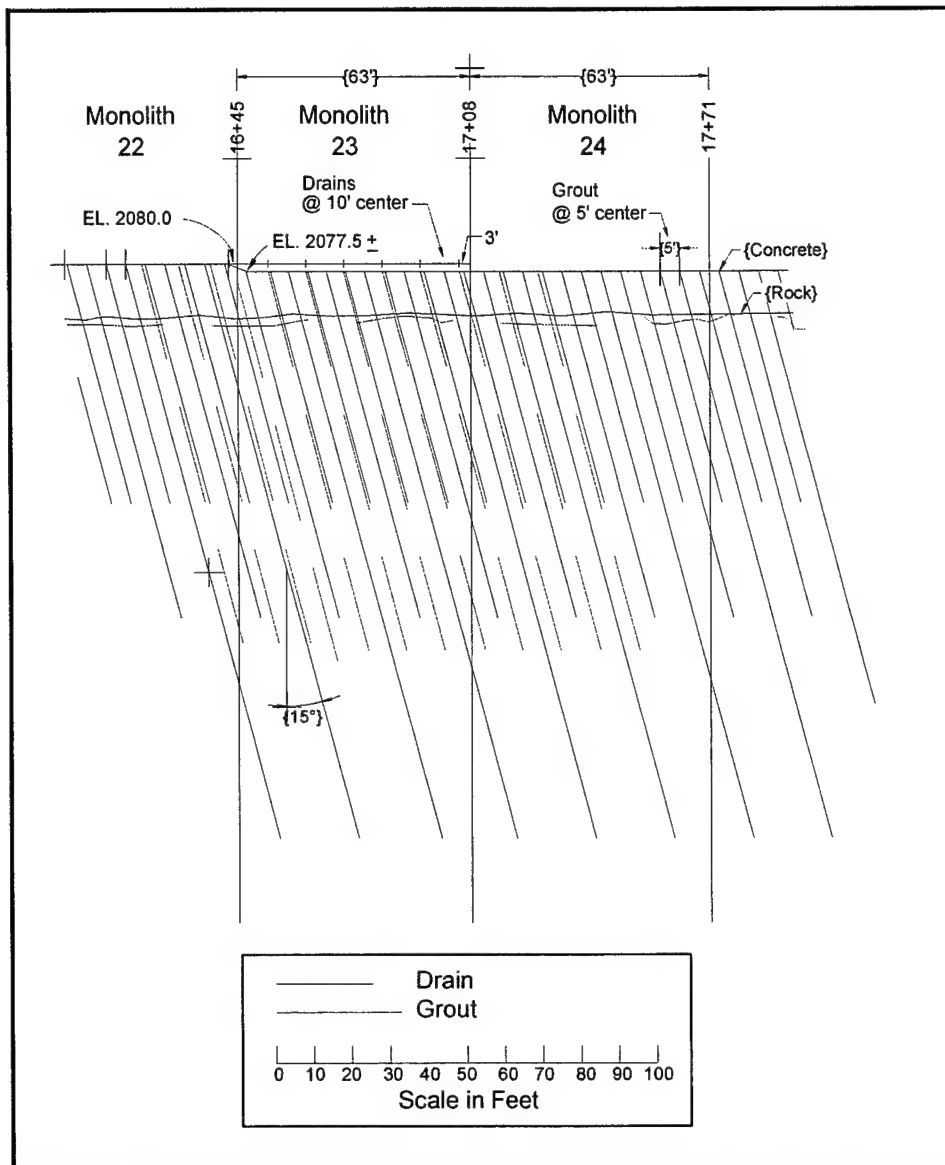 {63'} {63'}
Monolith
22
16+45
Monolith
23
17+08
Monolith
24
17+71
Drains
@ 10' center
Grout
@ 5' center
EL. 2080.0
EL. 2077.5 ±
3'
{5'}
{Concrete}
{Rock}
{15°}
Drain
Grout
0 10 20 30 40 50 60 70 80 90 100
Scale in Feet